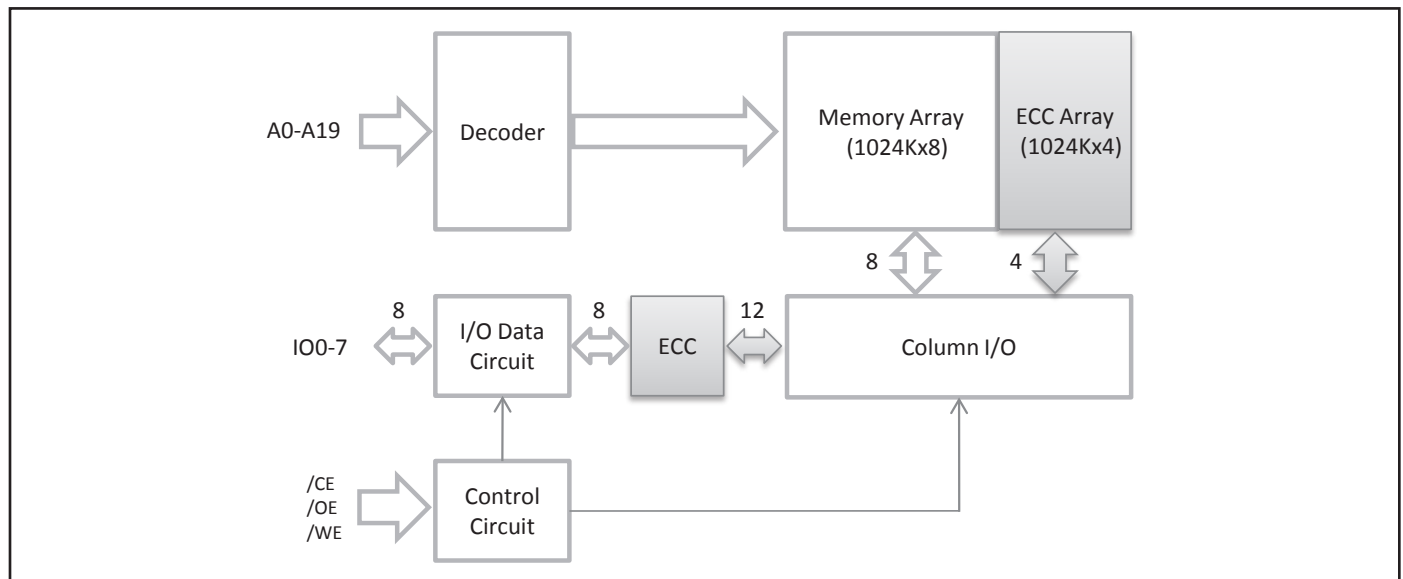 A0-A19
Decoder
Memory Array
(1024Kx8)
ECC Array
(1024Kx4)
8
4
IO0-7
8
I/O Data
Circuit
8
ECC
12
Column I/O
/CE
/OE
/WE
Control
Circuit